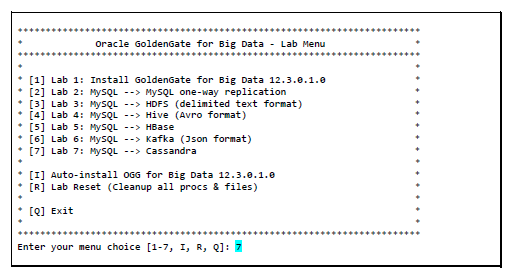 ******************************************************************
* Oracle GoldenGate for Big Data - Lab Menu *
******************************************************************
* *
* [1] Lab 1: Install GoldenGate for Big Data 12.3.0.1.0 *
* [2] Lab 2: MySQL --> MySQL one-way replication *
* [3] Lab 3: MySQL --> HDFS (delimited text format) *
* [4] Lab 4: MySQL --> Hive (Avro format) *
* [5] Lab 5: MySQL --> HBase *
* [6] Lab 6: MySQL --> Kafka (Json format) *
* [7] Lab 7: MySQL --> Cassandra *
* *
* [I] Auto-install OGG for Big Data 12.3.0.1.0 *
* [R] Lab Reset (Cleanup all procs & files) *
* *
* [Q] Exit *
* *
******************************************************************
Enter your menu choice [1-7, I, R, Q]: 7